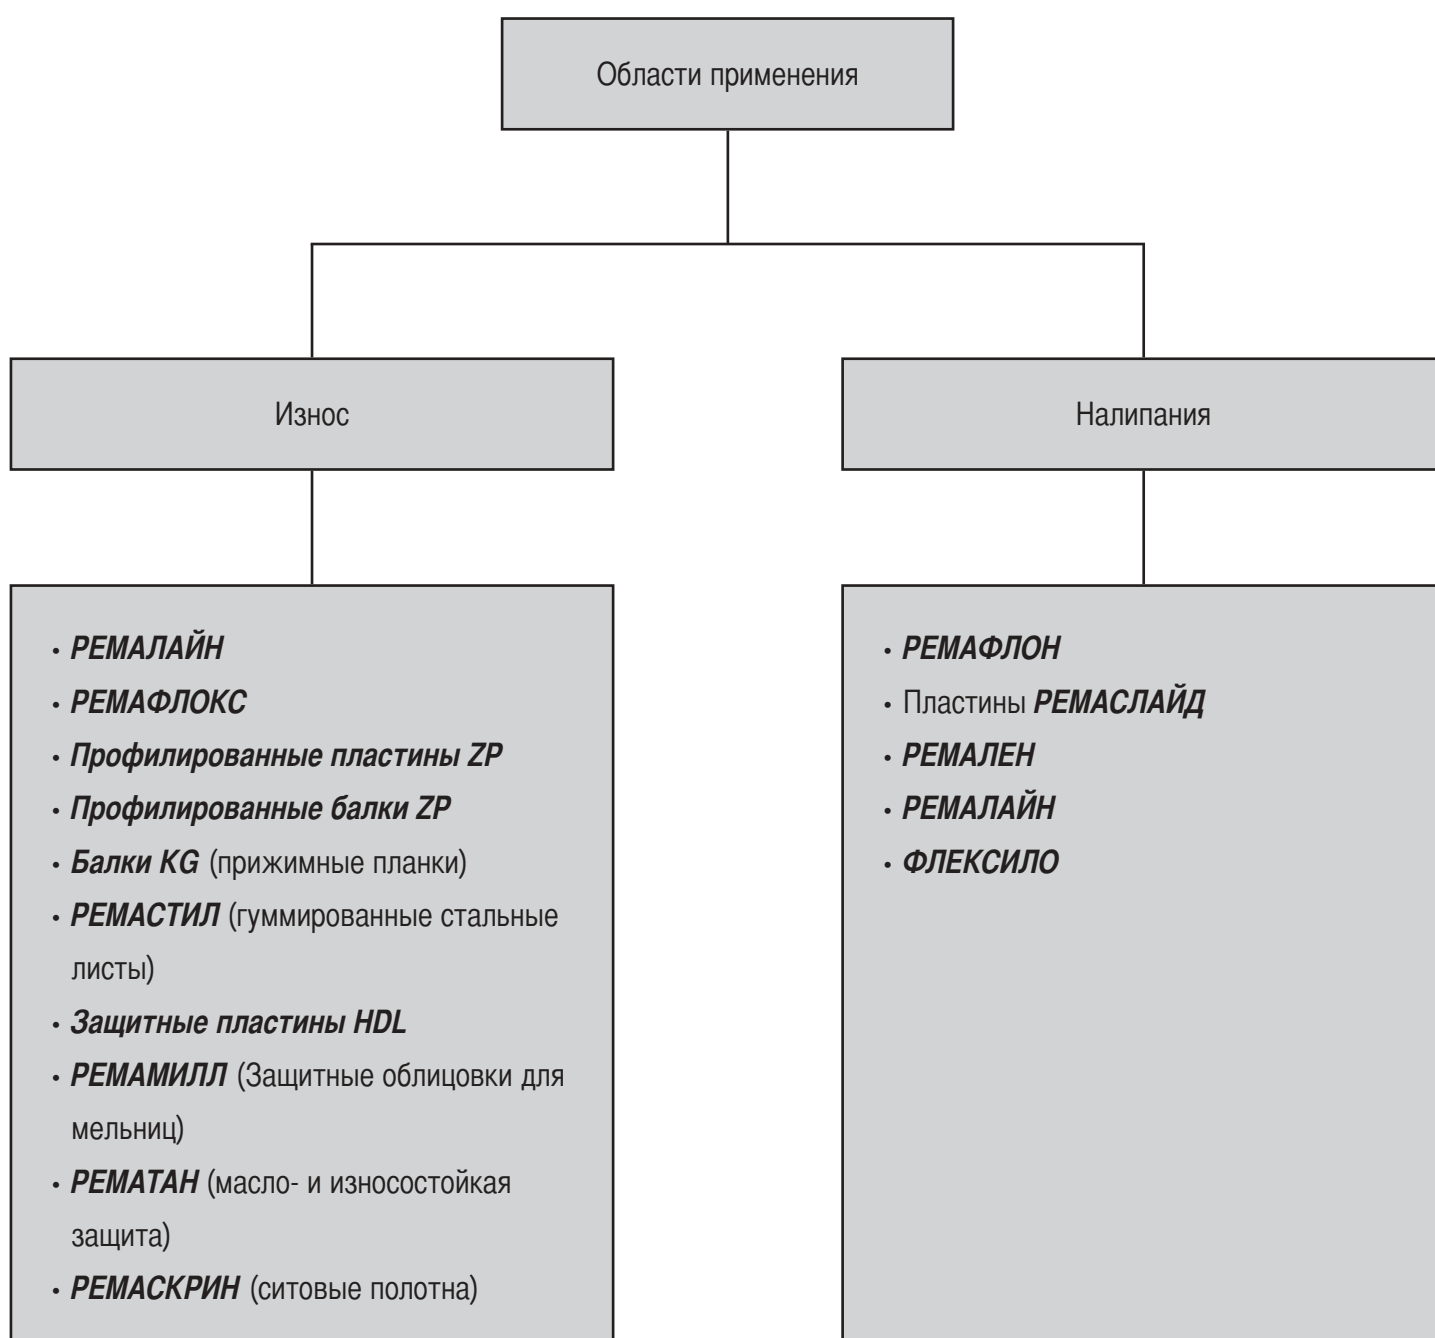 Области применения
Износ
Налипания
• РЕМАЛАЙН
• РЕМАФЛОКС
• Профилированные пластины ZP
• Профилированные балки ZP
• Балки KG (прижимные планки)
• РЕМАСТИЛ (гуммированные стальные
листы)
• Защитные пластины HDL
• РЕМАМИЛЛ (Защитные облицовки для
мельниц)
• РЕМАТАН (масло- и износостойкая
защита)
• РЕМАСКРИН (ситовые полотна)
• РЕМАФЛОН
• Пластины РЕМАСЛАЙД
• РЕМАЛЕН
• РЕМАЛАЙН
• ФЛЕКСИЛО